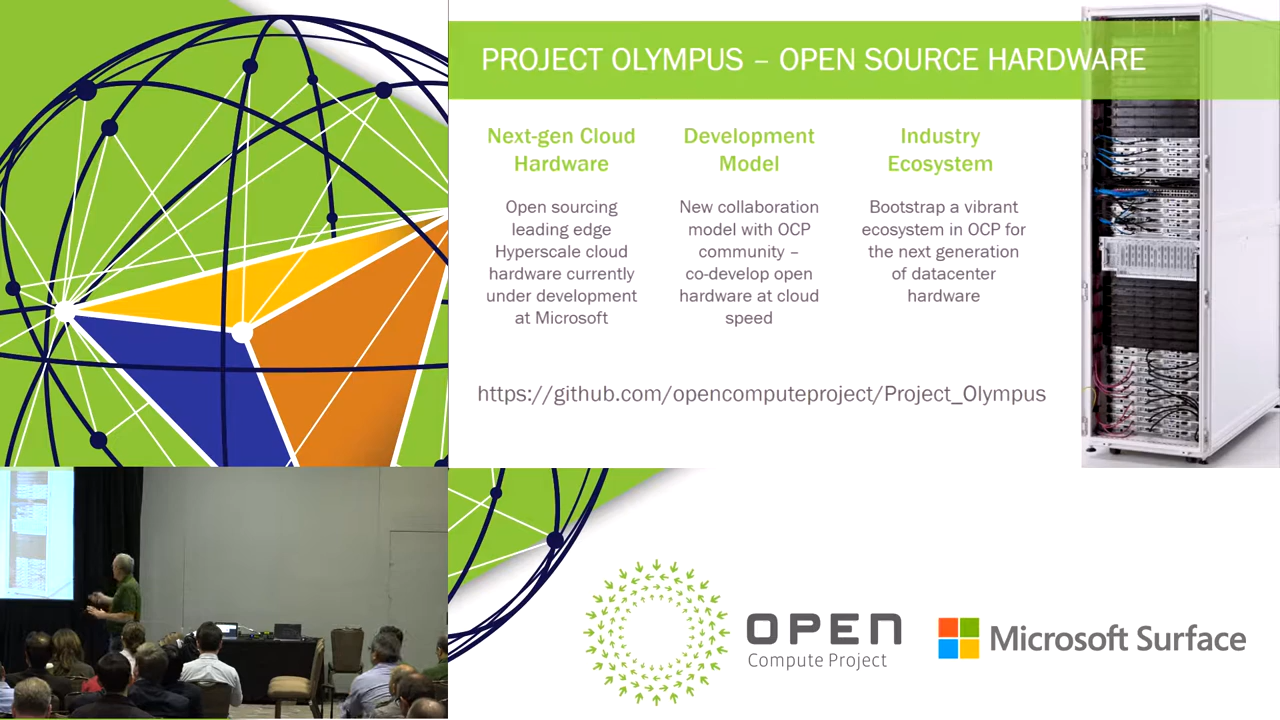 PROJECT OLYMPUS – OPEN SOURCE HARDWARE
Next-gen Cloud
Hardware
Open sourcing
leading edge
Hyperscale cloud
hardware currently
under development
at Microsoft
Development
Model
New collaboration
model with OCP
community –
co-develop open
hardware at cloud
speed
Industry
Ecosystem
Bootstrap a vibrant
ecosystem in OCP for
the next generation
of datacenter
hardware
https://github.com/opencomputeproject/Project_Olympus
OPEN
Compute Project
Microsoft Surface